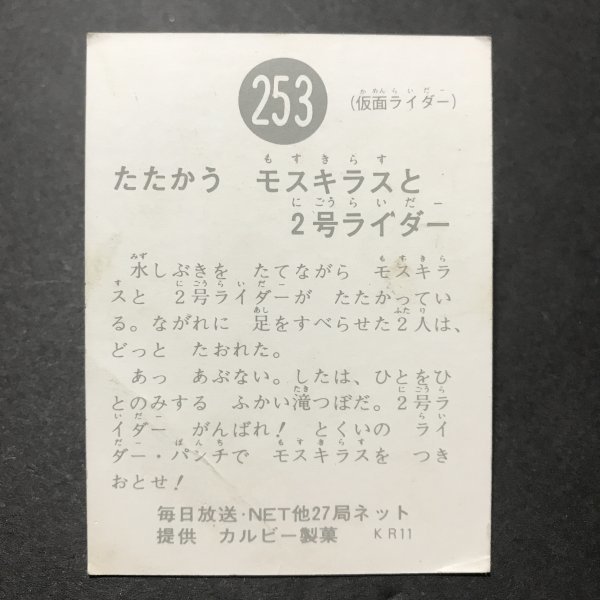 253
かめんらいだー
(仮面ライダー)
もすきらす
たたかう モスキラスと
にごうらいだー
2号ライダー
みず もすきら
水しぶきを たてながら モスキラ
す にごうらいだー
スと 2号ライダーが たたかってい
あし ふたり
る。ながれに 足をすべらせた2人は、
どっと たおれた。
あっ あぶない。したは、ひとをひ
たき にごうら
とのみする ふかい滝つぼだ。2号ラ
いだー らい
イダー がんばれ! とくいの ライ
だー ぱんち もすきらす
ダー・パンチで モスキラスを つき
おとせ!
毎日放送・NET他27局ネット
提供 カルビー製菓 KR11